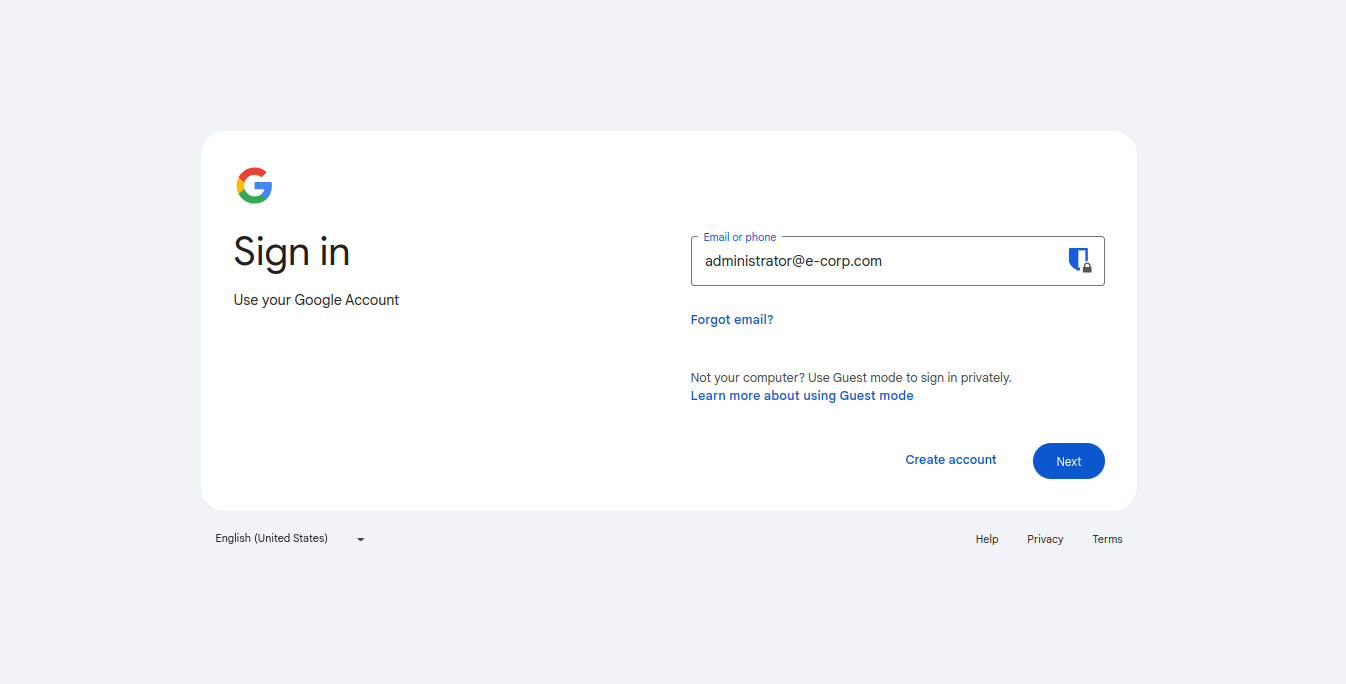 Sign in
Use your Google Account
Email or phone
administrator@e-corp.com
Forgot email?
Not your computer? Use Guest mode to sign in privately.
Learn more about using Guest mode
Create account
Next
English (United States)
Help
Privacy
Terms